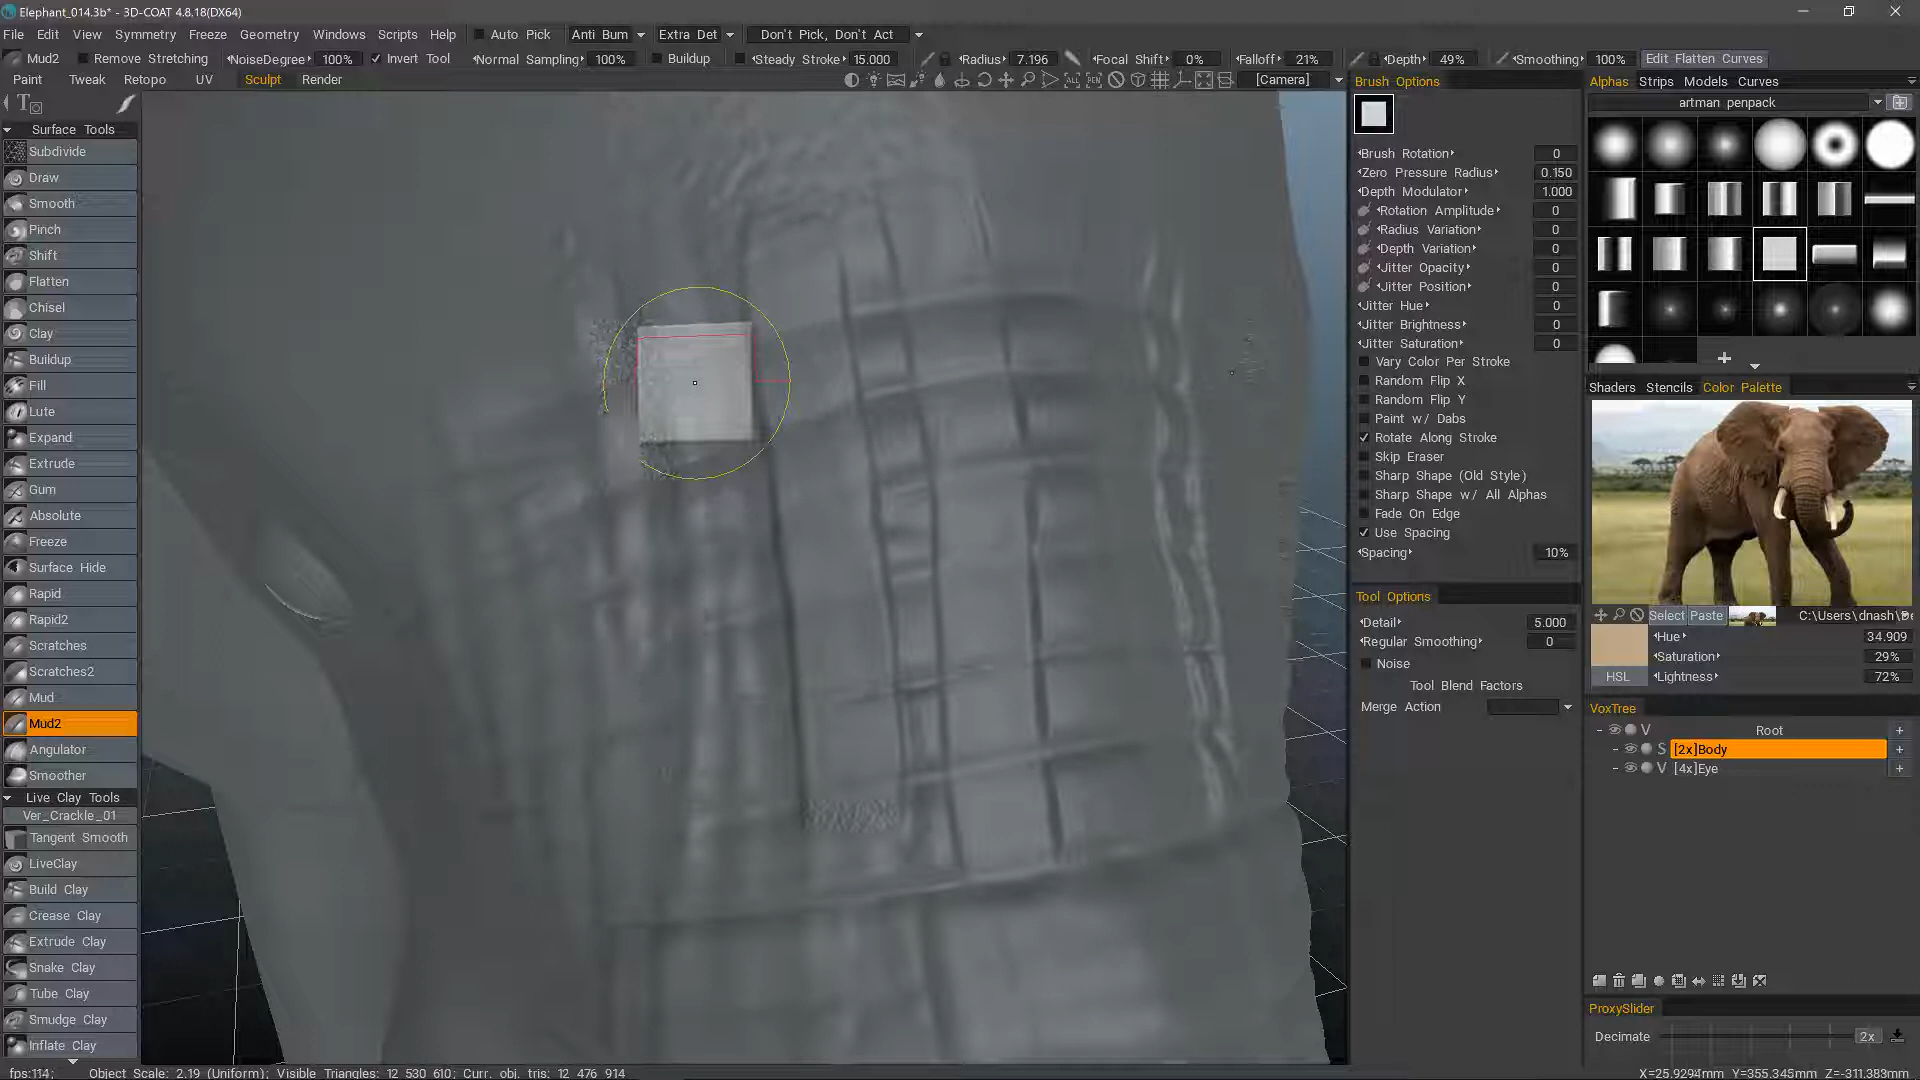 Elephant_014.3b* - 3D-COAT 4.8.18(DX64)
File Edit View Symmetry Freeze Geometry Windows Scripts Help Auto Pick Anti Bum Extra Det Don't Pick, Don't Act
Mud2 Remove Stretching NoiseDegree 100% Invert Tool Normal Sampling 100% Buildup Steady Stroke 15.000 Radius 7.196 Focal Shift 0% Falloff 21% Depth 49% Smoothing 100% Edit Flatten Curves
Paint Tweak Retopo UV Sculpt Render [Camera]
Surface Tools
Subdivide
Draw
Smooth
Pinch
Shift
Flatten
Chisel
Clay
Buildup
Fill
Lute
Expand
Extrude
Gum
Absolute
Freeze
Surface Hide
Rapid
Rapid2
Scratches
Scratches2
Mud
Mud2
Angulator
Smoother
Live Clay Tools
Ver_Crackle_01
Tangent Smooth
LiveClay
Build Clay
Crease Clay
Extrude Clay
Snake Clay
Tube Clay
Smudge Clay
Inflate Clay
Brush Options
Brush Rotation 0
Zero Pressure Radius 0.150
Depth Modulator 1.000
Rotation Amplitude 0
Radius Variation 0
Depth Variation 0
Jitter Opacity 0
Jitter Position 0
Jitter Hue 0
Jitter Brightness 0
Jitter Saturation 0
Vary Color Per Stroke
Random Flip X
Random Flip Y
Paint w/ Dabs
Rotate Along Stroke
Skip Eraser
Sharp Shape (Old Style)
Sharp Shape w/ All Alphas
Fade On Edge
Use Spacing
Spacing 10%
Tool Options
Detail 5.000
Regular Smoothing 0
Noise
Tool Blend Factors
Merge Action
Alphas Strips Models Curves
artman penpack
Shaders Stencils Color Palette
Select Paste C:\Users\dnash\
Hue 34.909
Saturation 29%
HSL Lightness 72%
VoxTree
V Root +
S [2x]Body +
V [4x]Eye +
ProxySlider
Decimate 2x
fps:114; Object Scale: 2.19 (Uniform); Visible Triangles: 12 530 610; Curr. obj. tris: 12 476 914 X=25.9294mm Y=355.345mm Z=-311.383mm